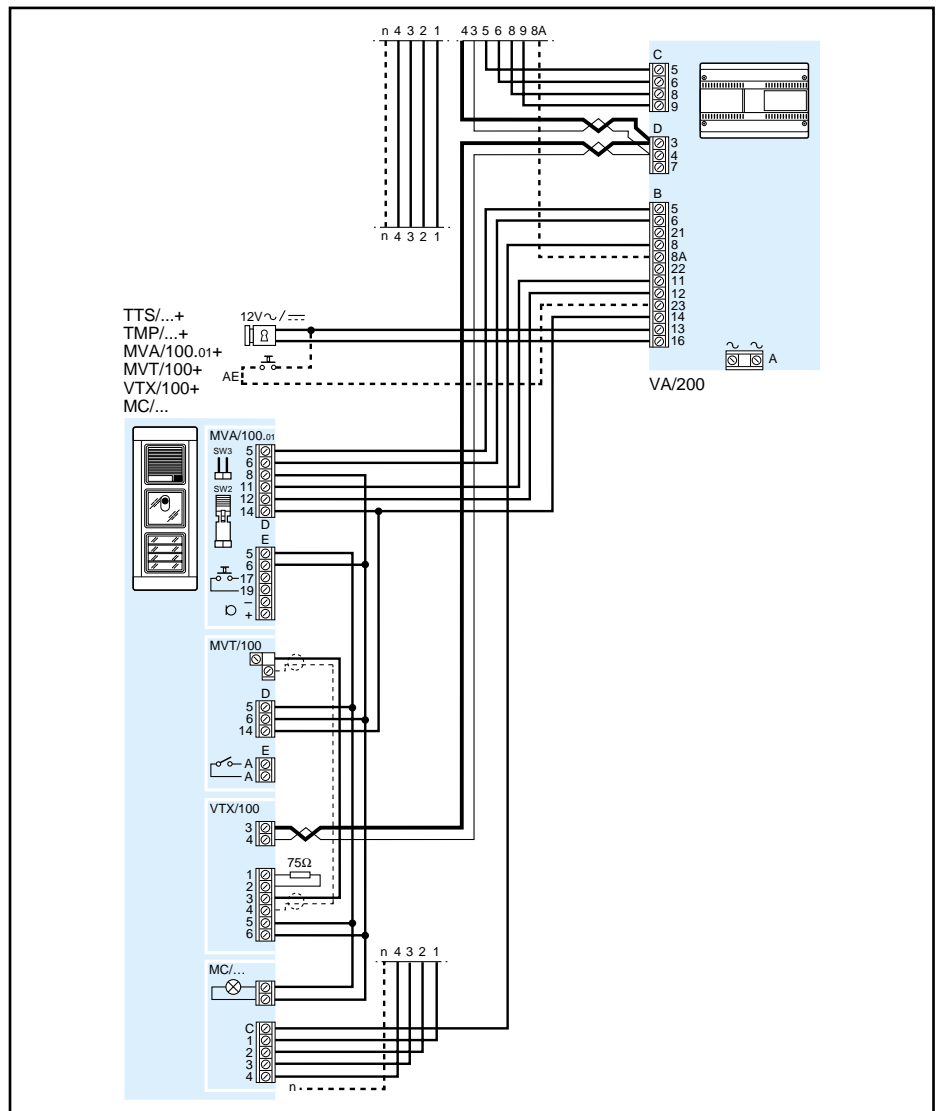 n 4 3 2 1
4 3 5 6 8 9 8A
C
5
6
8
9
D
3
4
7
B
5
6
21
8
8A
22
11
12
23
14
13
16
A
VA/200
n 4 3 2 1
TTS/...+
TMP/...+
MVA/100.01+
MVT/100+
VTX/100+
MC/...
12V~/⎓
AE
MVA/100.01
SW3
SW2
5
6
8
11
12
14
D
E
5
6
17
19
–
+
MVT/100
D
5
6
14
E
A
A
VTX/100
3
4
75Ω
1
2
3
4
5
6
n 4 3 2 1
MC/...
C
1
2
3
4
n